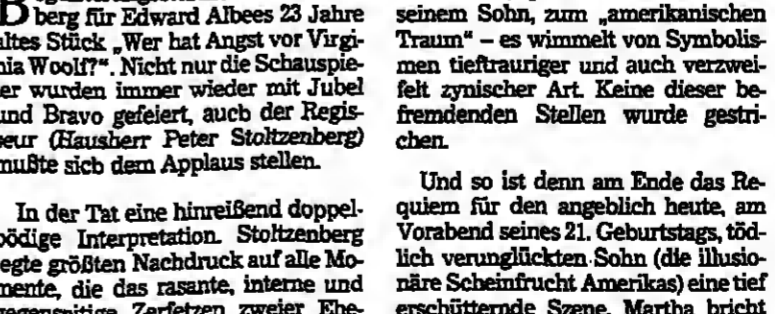 berg für Edward Albees 23 Jahre
altes Stück „Wer hat Angst vor Virgi-
nia Woolf?“. Nicht nur die Schauspie-
er wurden immer wieder mit Jubel
und Bravo gefeiert, auch der Regis-
seur (Hausherr Peter Stoltzenberg)
mußte sich dem Applaus stellen.
In der Tat eine hinreißend doppel-
bödige Interpretation. Stoltzenberg
legte größten Nachdruck auf alle Mo-
mente, die das rasante, interne und
gegenseitige Zerfetzen zweier Ehe-
seinem Sohn, zum „amerikanischen
Traum“ – es wimmelt von Symbolis-
men tieftrauriger und auch verzwei-
felt zynischer Art. Keine dieser be-
fremdenden Stellen wurde gestri-
chen.
Und so ist denn am Ende das Re-
quiem für den angeblich heute, am
Vorabend seines 21. Geburtstags, töd-
lich verunglückten Sohn (die illusio-
näre Scheinfrucht Amerikas) eine tief
erschütternde Szene. Martha bricht